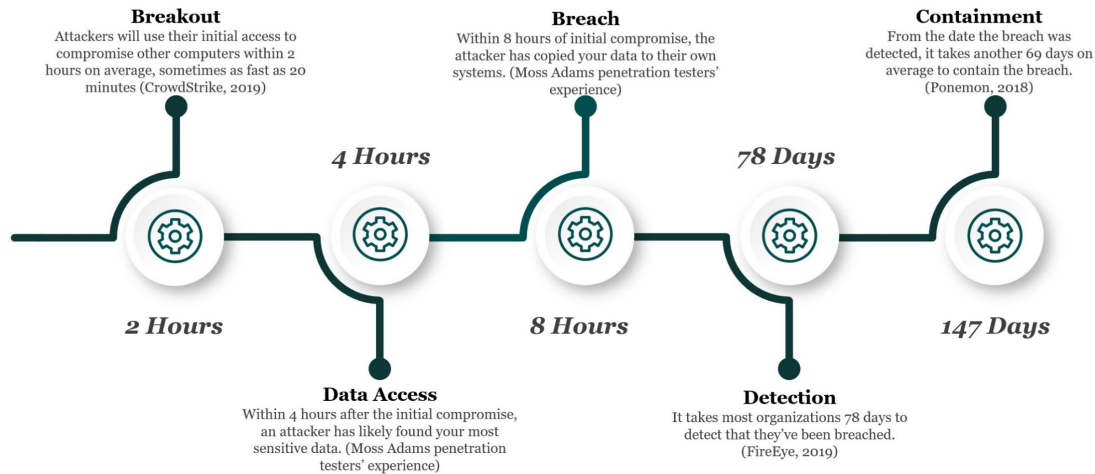 Breakout
Attackers will use their initial access to
compromise other computers within 2
hours on average, sometimes as fast as 20
minutes (CrowdStrike, 2019)
2 Hours
4 Hours
Data Access
Within 4 hours after the initial compromise,
an attacker has likely found your most
sensitive data. (Moss Adams penetration
testers’ experience)
Breach
Within 8 hours of initial compromise, the
attacker has copied your data to their own
systems. (Moss Adams penetration testers’
experience)
8 Hours
78 Days
Detection
It takes most organizations 78 days to
detect that they've been breached.
(FireEye, 2019)
Containment
From the date the breach was
detected, it takes another 69 days on
average to contain the breach.
(Ponemon, 2018)
147 Days